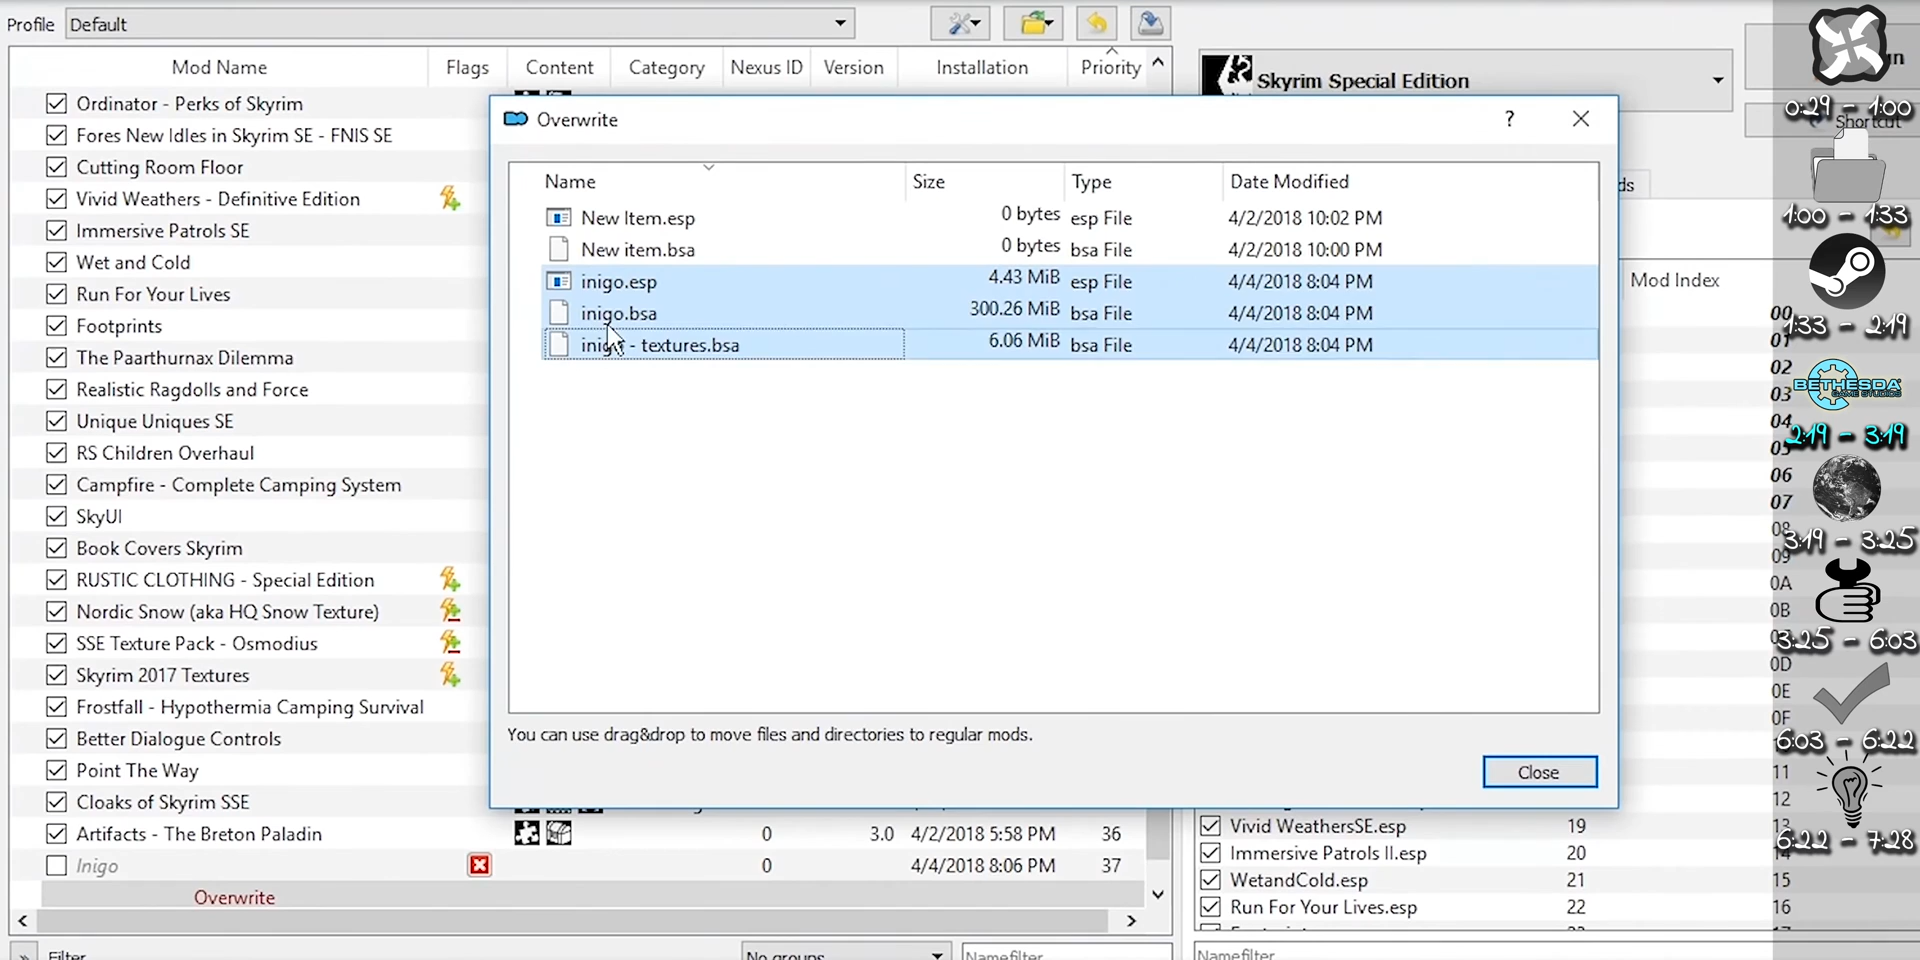 Profile Default
Mod Name Flags Content Category Nexus ID Version Installation Priority
Ordinator - Perks of Skyrim
Fores New Idles in Skyrim SE - FNIS SE
Cutting Room Floor
Vivid Weathers - Definitive Edition
Immersive Patrols SE
Wet and Cold
Run For Your Lives
Footprints
The Paarthurnax Dilemma
Realistic Ragdolls and Force
Unique Uniques SE
RS Children Overhaul
Campfire - Complete Camping System
SkyUI
Book Covers Skyrim
RUSTIC CLOTHING - Special Edition
Nordic Snow (aka HQ Snow Texture)
SSE Texture Pack - Osmodius
Skyrim 2017 Textures
Frostfall - Hypothermia Camping Survival
Better Dialogue Controls
Point The Way
Cloaks of Skyrim SSE
Artifacts - The Breton Paladin 0 3.0 4/2/2018 5:58 PM 36
Inigo 0 4/4/2018 8:06 PM 37
Overwrite
Filter No groups Namefilter
Overwrite ?
Name Size Type Date Modified
New Item.esp 0 bytes esp File 4/2/2018 10:02 PM
New item.bsa 0 bytes bsa File 4/2/2018 10:00 PM
inigo.esp 4.43 MiB esp File 4/4/2018 8:04 PM
inigo.bsa 300.26 MiB bsa File 4/4/2018 8:04 PM
inigo - textures.bsa 6.06 MiB bsa File 4/4/2018 8:04 PM
You can use drag&drop to move files and directories to regular mods.
Close
Skyrim Special Edition
Shortcut
Mod Index
00
01
02
03
04
05
06
07
08
09
0A
0B
0D
0E
0F
11
12
13
14
Vivid WeathersSE.esp 19
Immersive Patrols II.esp 20
WetandCold.esp 21 15
Run For Your Lives.esp 22 16
Namefilter
0:29 - 1:00
1:00 - 1:33
1:33 - 2:19
BETHESDA
GAME STUDIOS
2:19 - 3:19
3:19 - 3:25
3:25 - 6:03
6:03 - 6:22
6:22 - 7:28